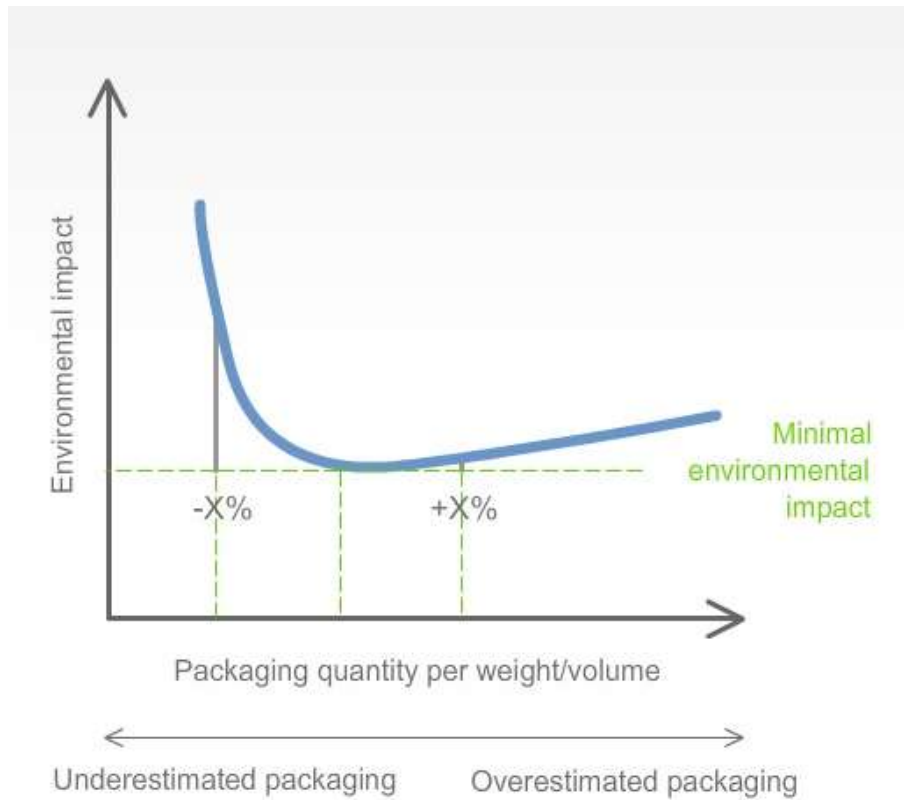 Environmental impact
Minimal
environmental
impact
-X%
+X%
Packaging quantity per weight/volume
Underestimated packaging
Overestimated packaging